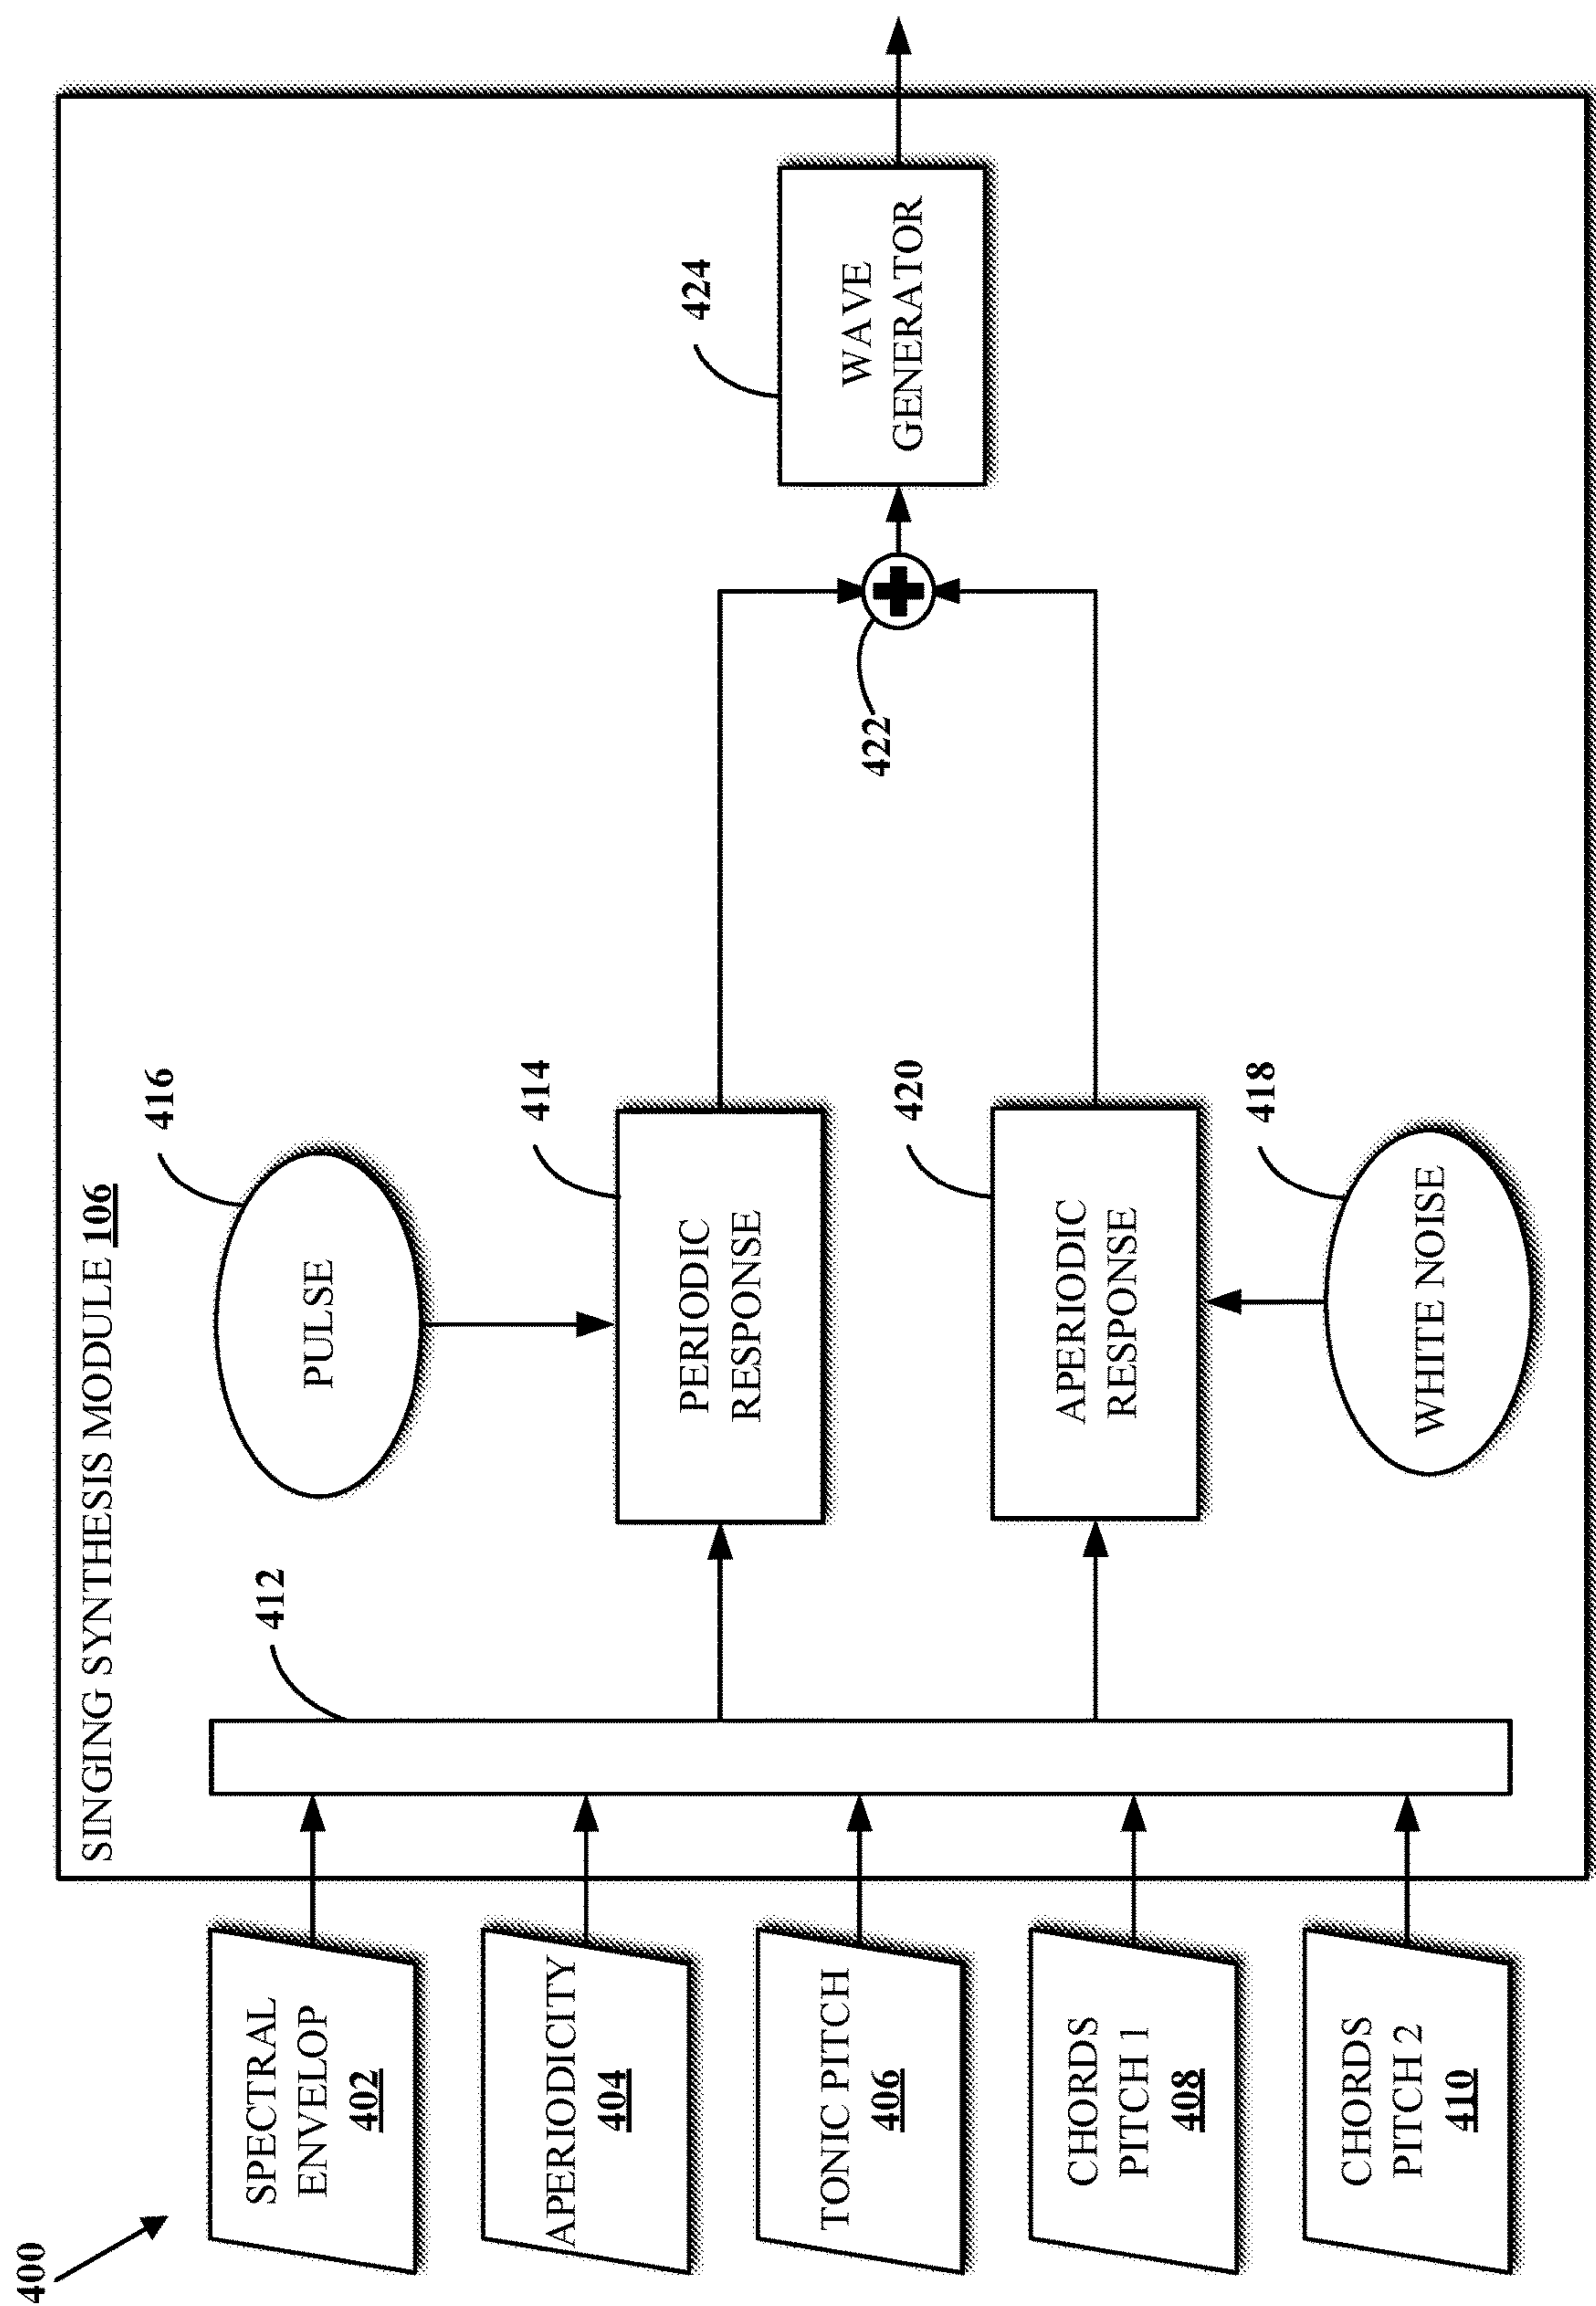 400
SINGING SYNTHESIS MODULE 106
SPECTRAL
ENVELOP
402
APERIODICITY
404
TONIC PITCH
406
CHORDS
PITCH 1
408
CHORDS
PITCH 2
410
412
PULSE
416
PERIODIC
RESPONSE
414
APERIODIC
RESPONSE
420
WHITE NOISE
418
422
WAVE
GENERATOR
424